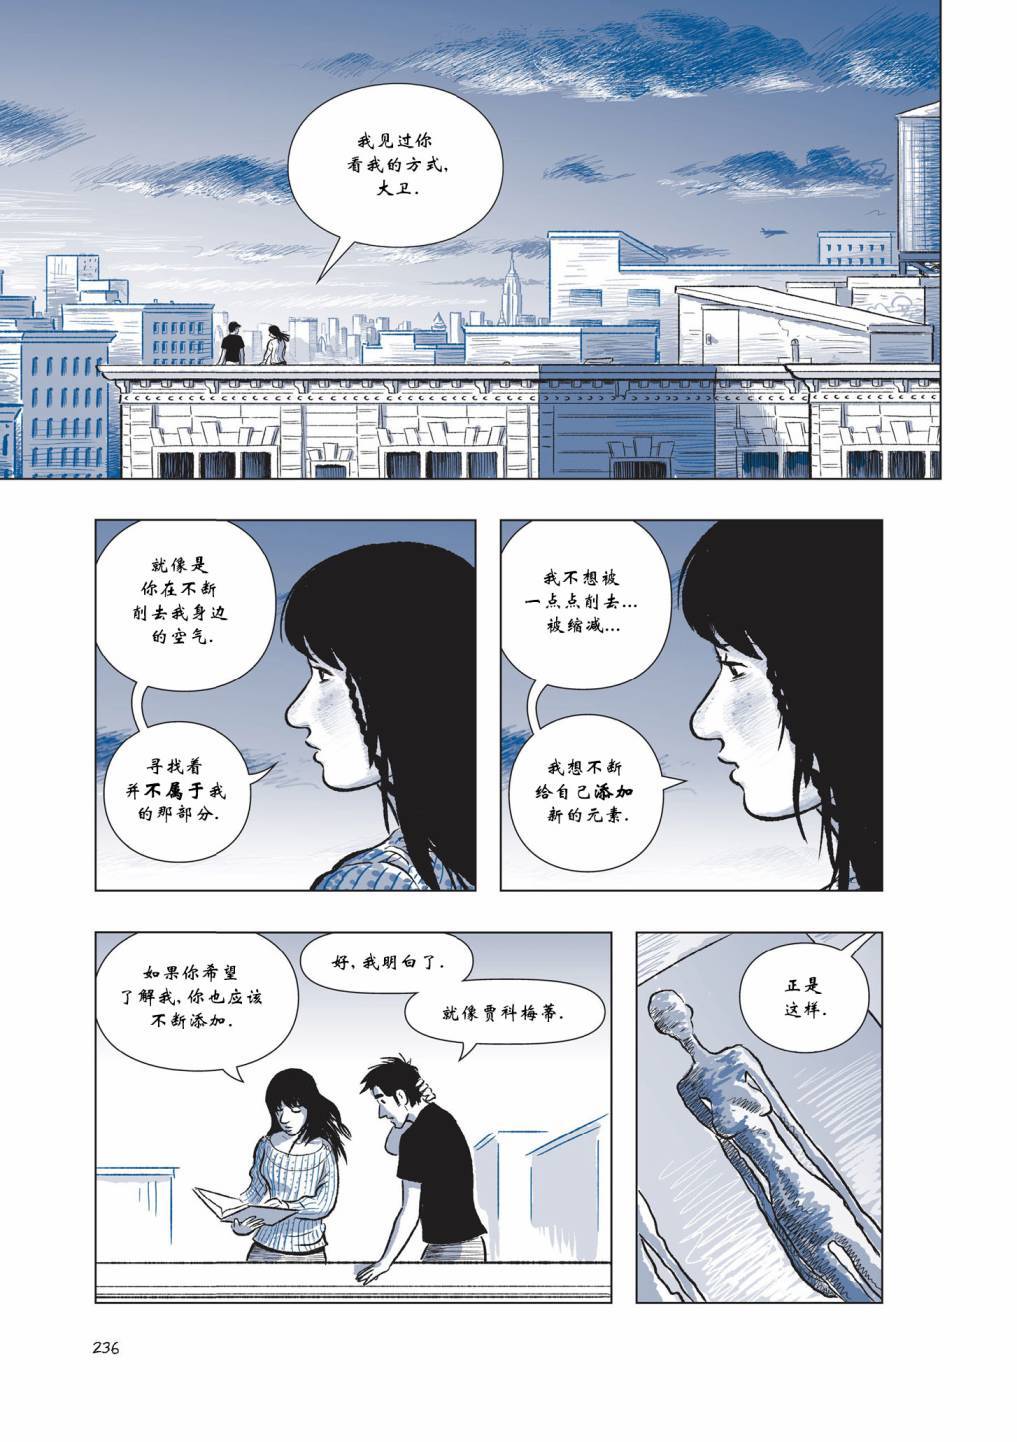 我见过你
看我的方式,
大卫.
就像是
你在不断
削去我身边
的空气.
寻找着
并不属于我
的那部分.
我不想被
一点点削去...
被缩减...
我想不断
给自己添加
新的元素.
如果你希望
了解我,你也应该
不断添加.
好,我明白了.
就像贾科梅蒂.
正是
这样.
236